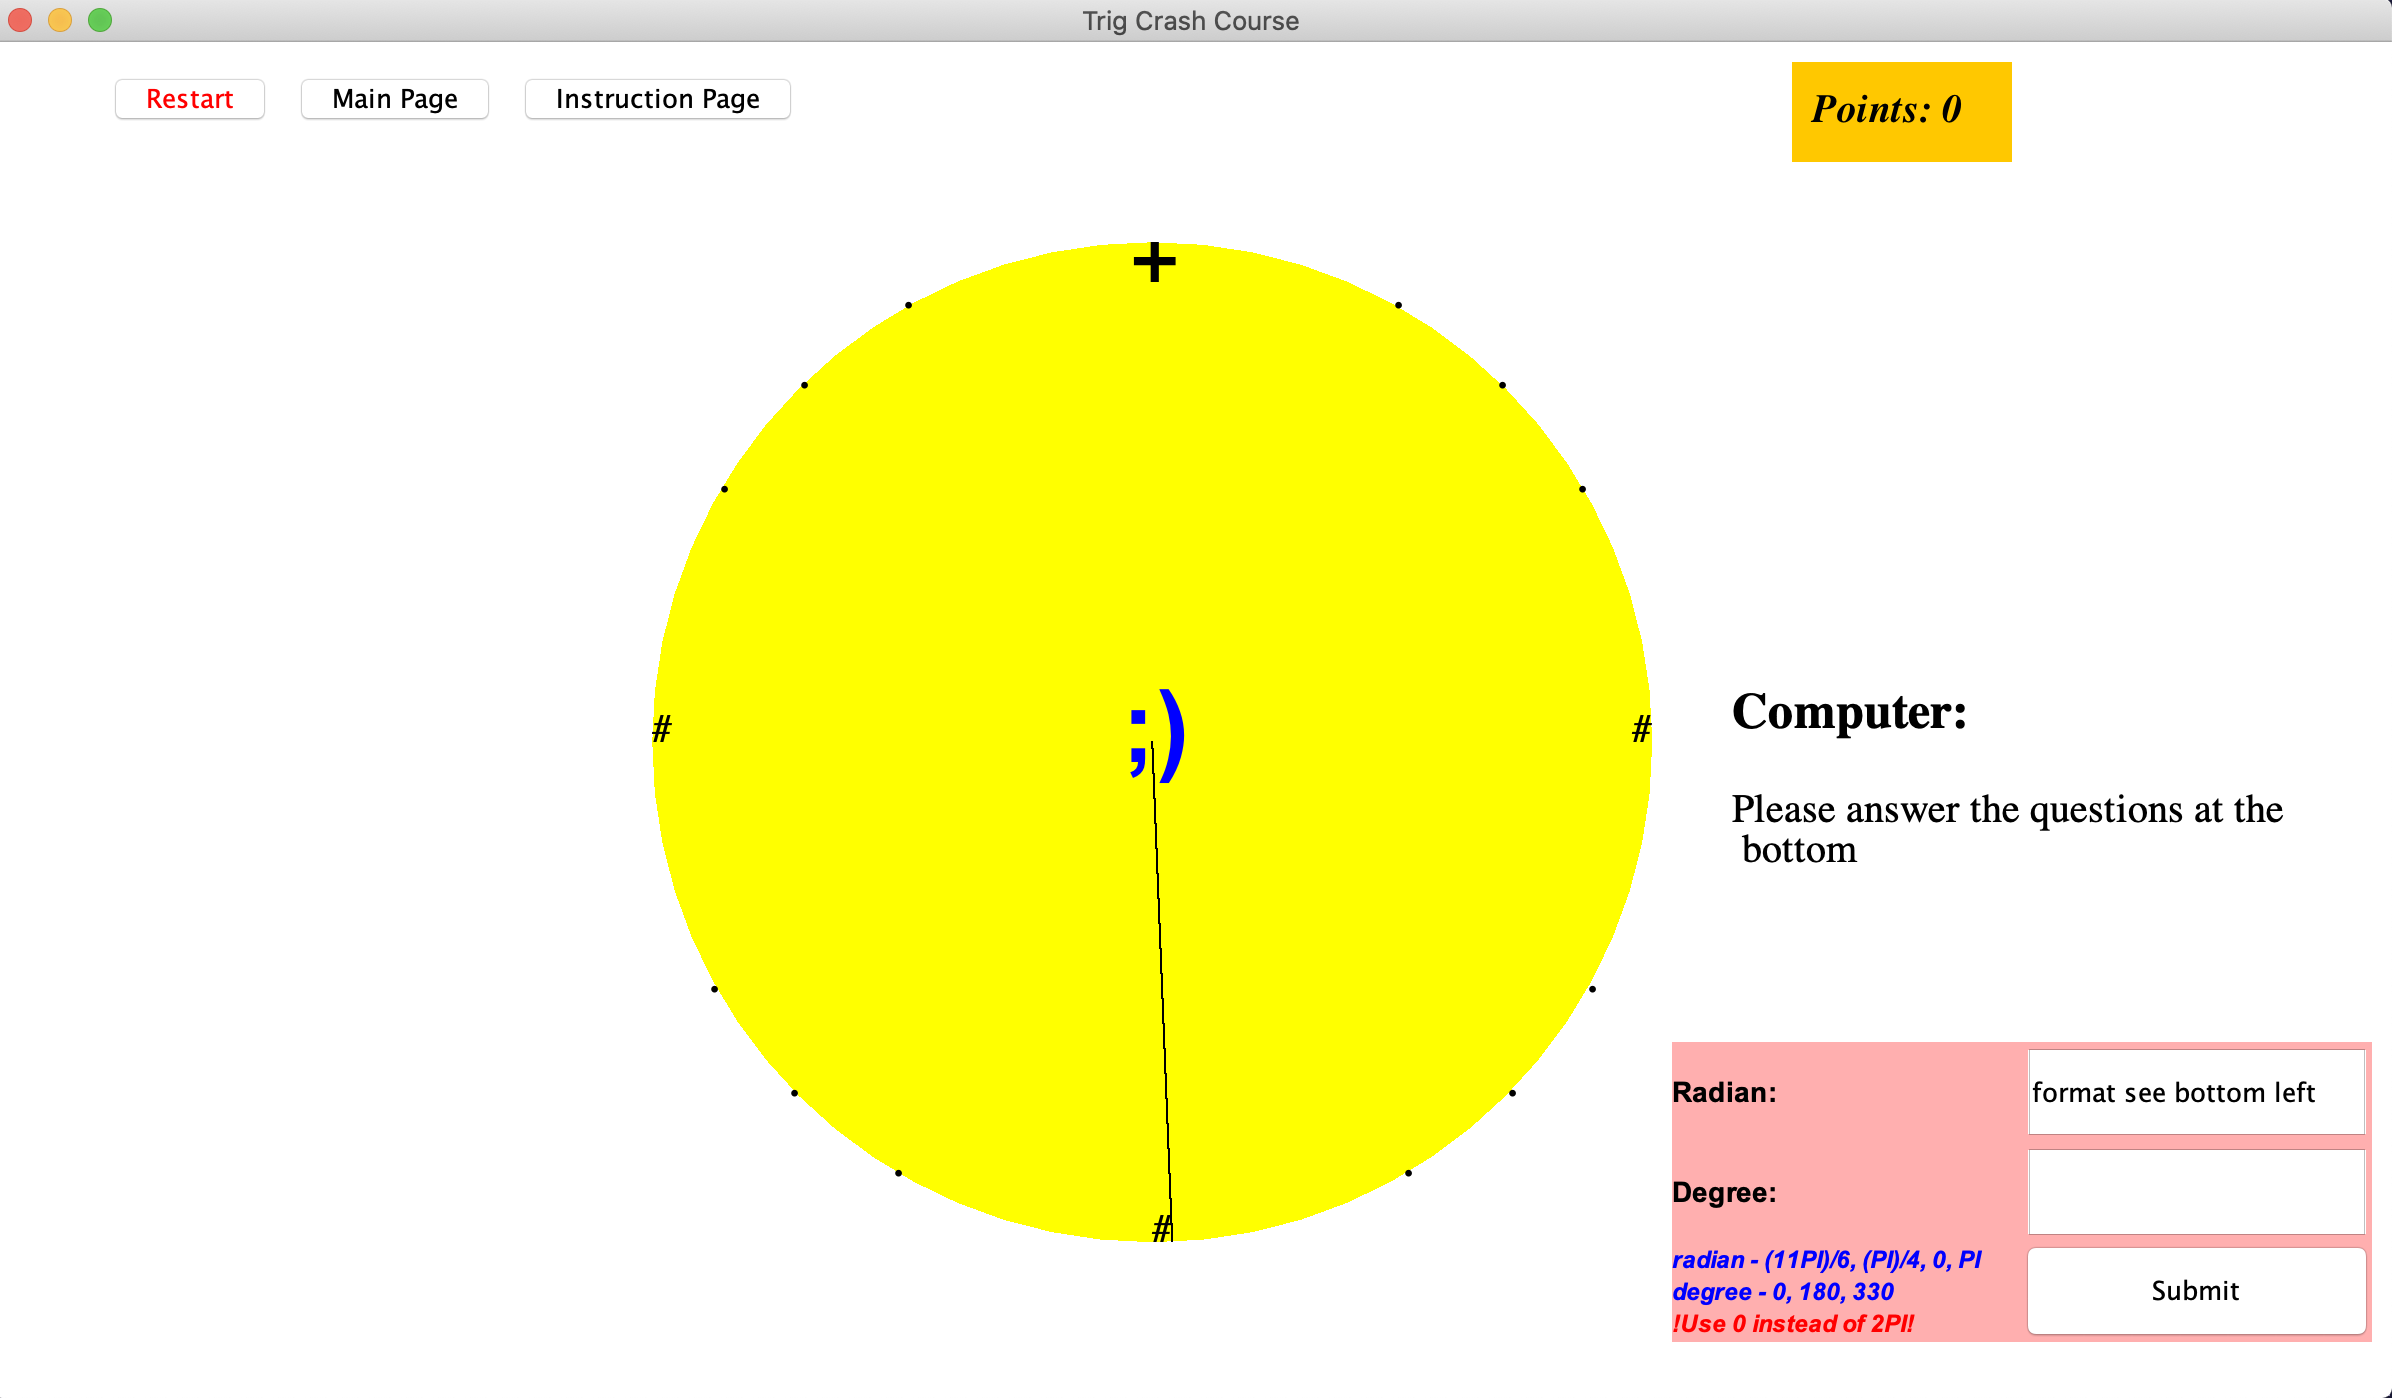 Trig Crash Course
Restart Main Page Instruction Page
Points: 0
+
;)
# #
Computer:
Please answer the questions at the
bottom
#
Radian: format see bottom left
Degree:
radian - (11PI)/6, (PI)/4, 0, PI
degree - 0, 180, 330
!Use 0 instead of 2PI!
Submit